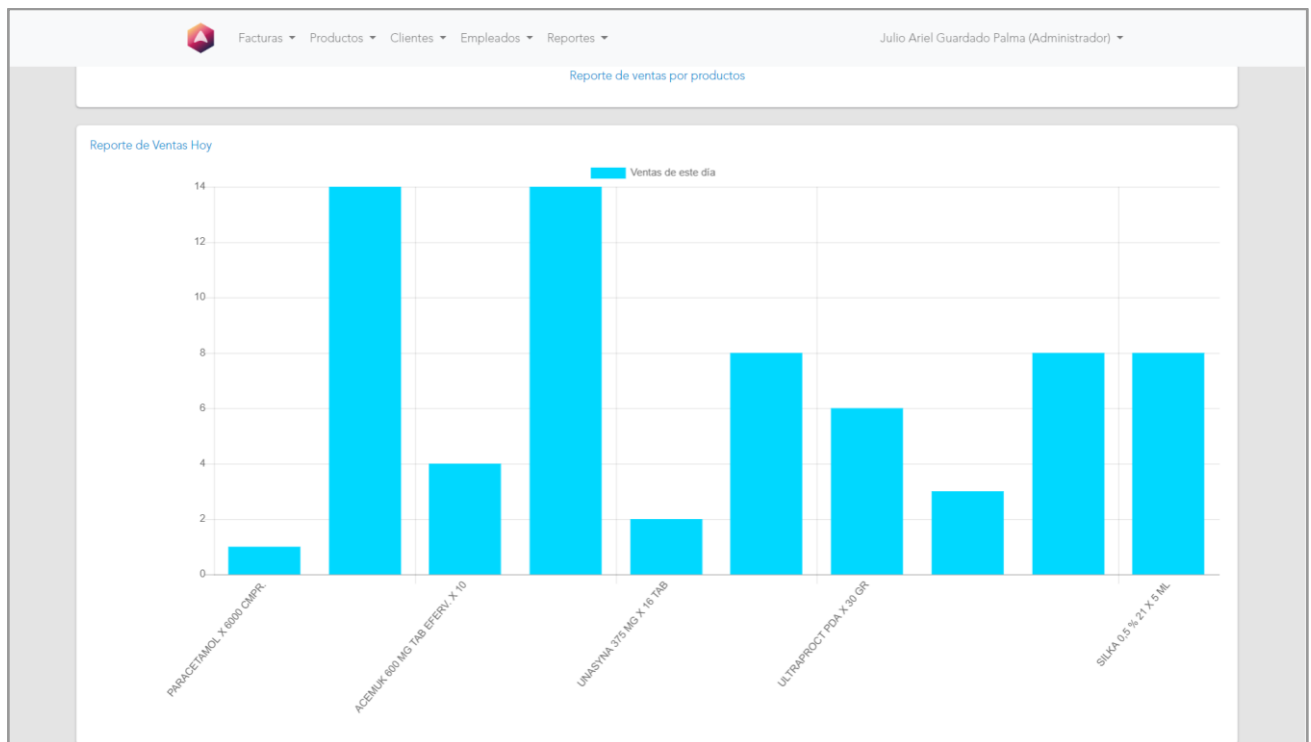 Facturas Productos Clientes Empleados Reportes Julio Ariel Guardado Palma (Administrador)
Reporte de ventas por productos
Reporte de Ventas Hoy
Ventas de este día
14
12
10
8
6
4
2
0
PARACETAMOL X 6000 CMPR.
ACEMUK 600 MG TAB EFERV. X 10
UNASYNA 375 MG X 16 TAB
ULTRAPROCT PDA X 30 GR
SILKA 0.5 % 21 X 5 ML